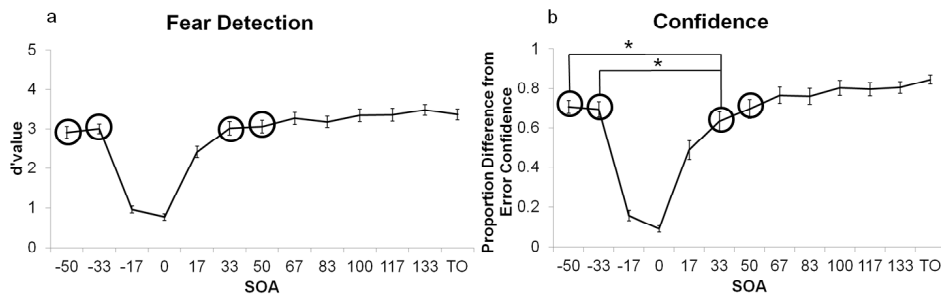 a
Fear Detection
5
4
3
2
1
0
d'value
-50 -33 -17 0 17 33 50 67 83 100 117 133 TO
SOA
b
Confidence
1
0.8
0.6
0.4
0.2
0
Proportion Difference from
Error Confidence
*
*
-50 -33 -17 0 17 33 50 67 83 100 117 133 TO
SOA